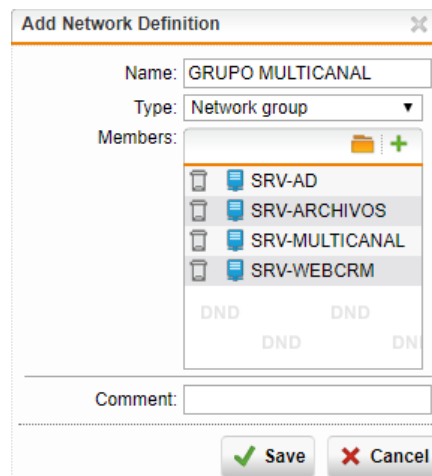 Add Network Definition
Name: GRUPO MULTICANAL
Type: Network group
Members:
SRV-AD
SRV-ARCHIVOS
SRV-MULTICANAL
SRV-WEBCRM
DND DND
DND DN
Comment:
Save Cancel